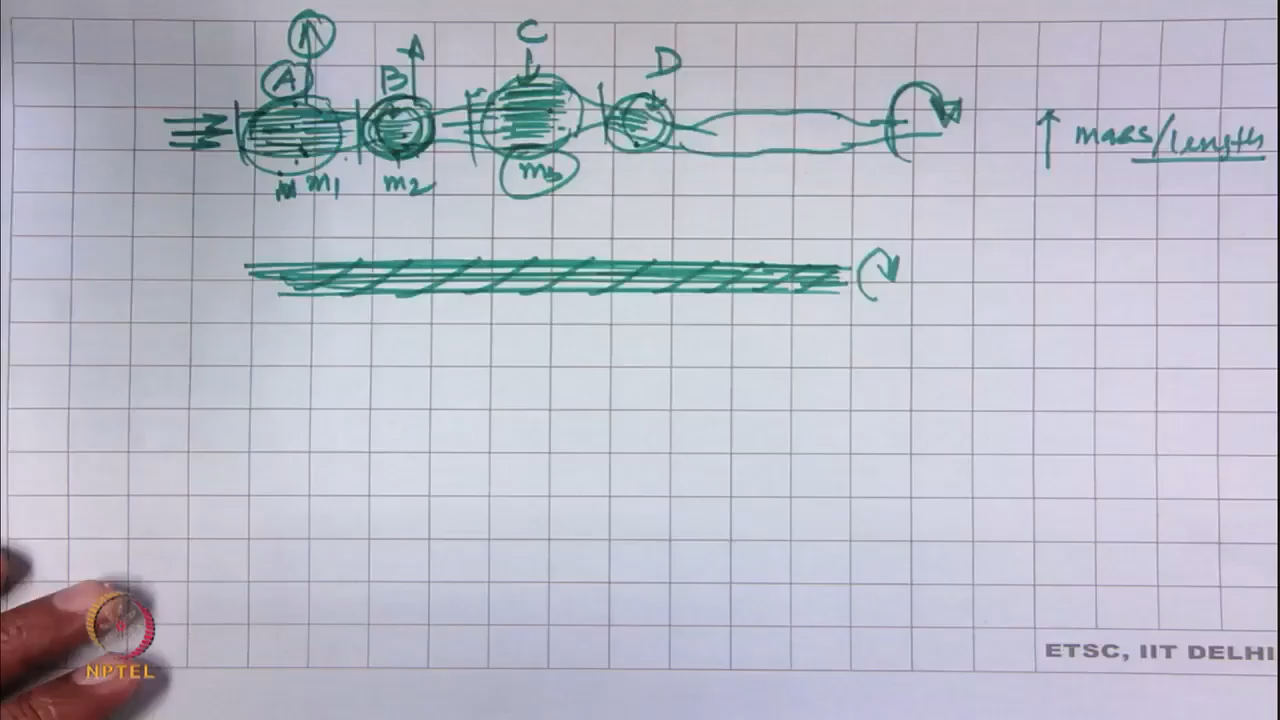 A B C D
m1 m2 m3
↑ mass/length
ETSC, IIT DELHI
NPTEL